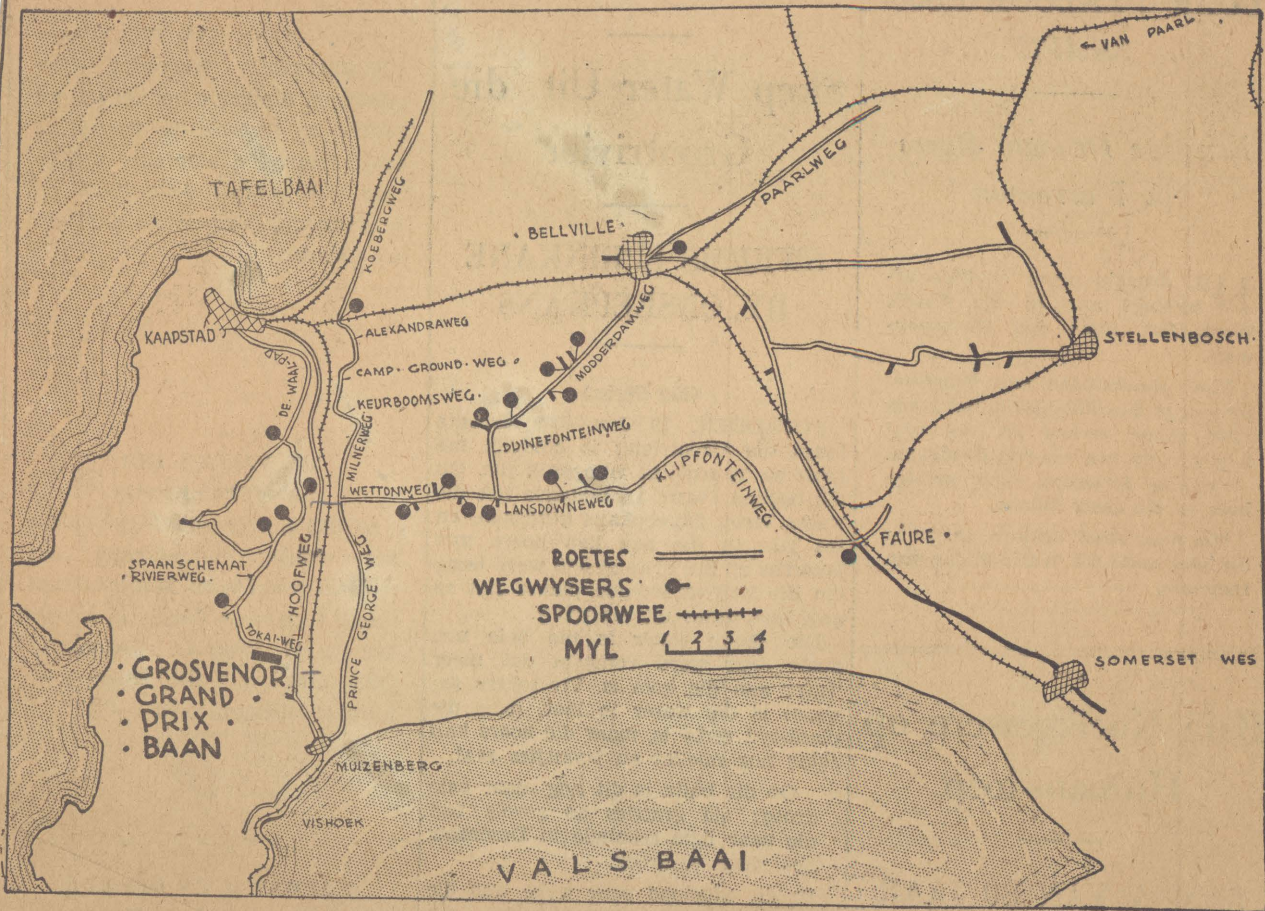 ← VAN PAARL
TAFELBAAI
KOEBERGWEG
PAARLWEG
· BELLVILLE ·
KAAPSTAD
DE WAAL-PAD
ALEXANDRAWEG
CAMP · GROUND · WEG ·
KEURBOOMSWEG ·
MILNERWEG
MODDERDAMWEG
STELLENBOSCH ·
DUINEFONTEINWEG
WETTONWEG
LANSDOWNEWEG
KLIPFONTEINWEG ·
FAURE ·
SPAANSCHEMAT
· RIVIERWEG ·
· HOOFWEG
PRINCE GEORGE WEG
TOKAI-WEG
ROETES
WEGWYSERS
SPOORWEE
MYL 1 2 3 4
· GROSVENOR
· GRAND ·
· PRIX ·
· BAAN
SOMERSET WES
MUIZENBERG
VISHOEK
VALSBAAI